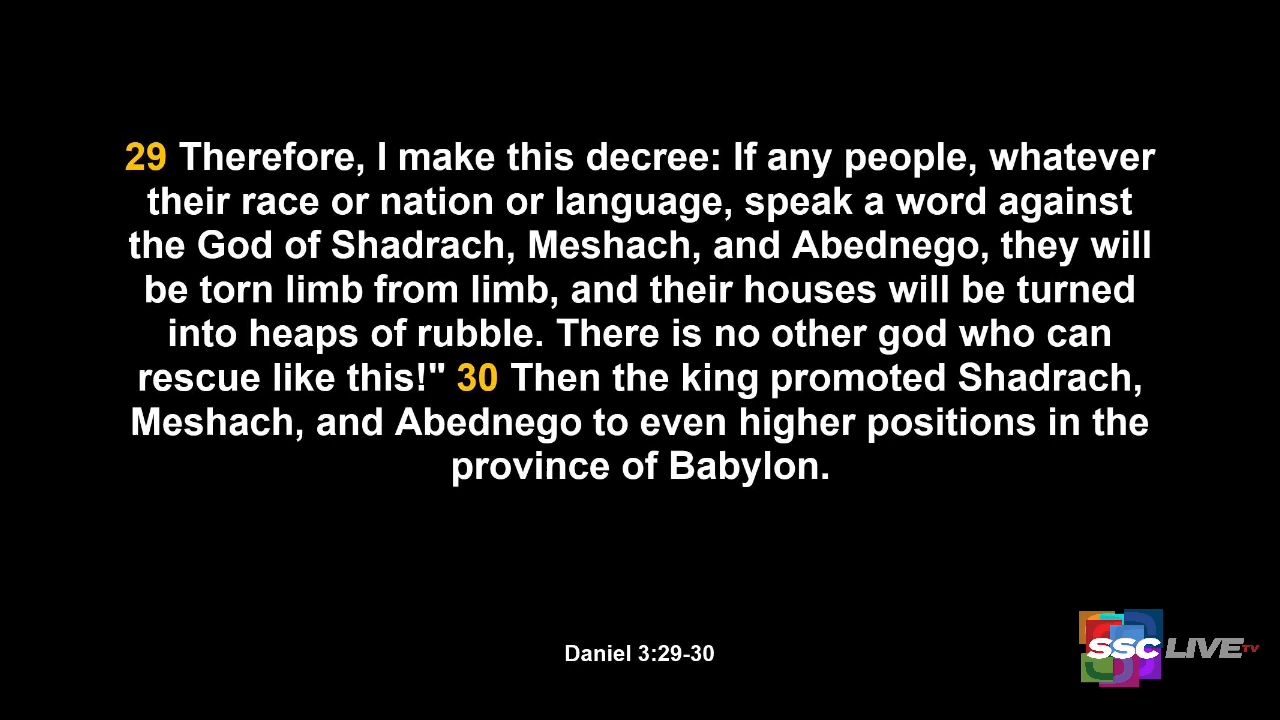 29 Therefore, I make this decree: If any people, whatever
their race or nation or language, speak a word against
the God of Shadrach, Meshach, and Abednego, they will
be torn limb from limb, and their houses will be turned
into heaps of rubble. There is no other god who can
rescue like this!" 30 Then the king promoted Shadrach,
Meshach, and Abednego to even higher positions in the
province of Babylon.
Daniel 3:29-30
SSC LIVE TV